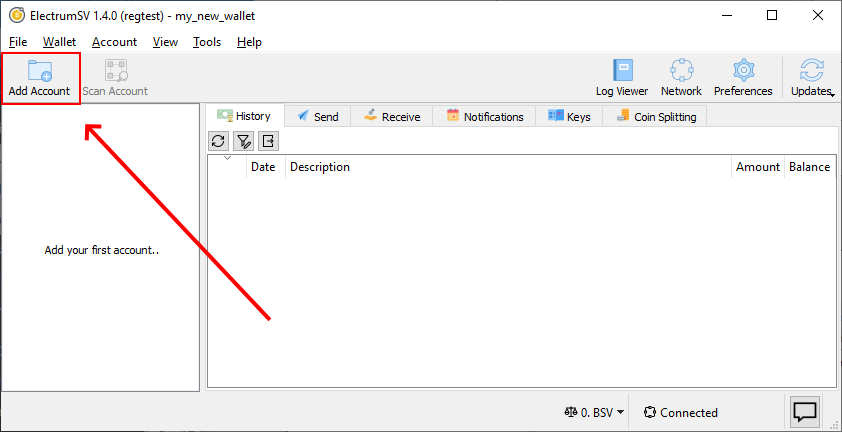 ElectrumSV 1.4.0 (regtest) - my_new_wallet
File Wallet Account View Tools Help
Add Account Scan Account Log Viewer Network Preferences Updates
History Send Receive Notifications Keys Coin Splitting
Date Description Amount Balance
Add your first account..
0. BSV Connected